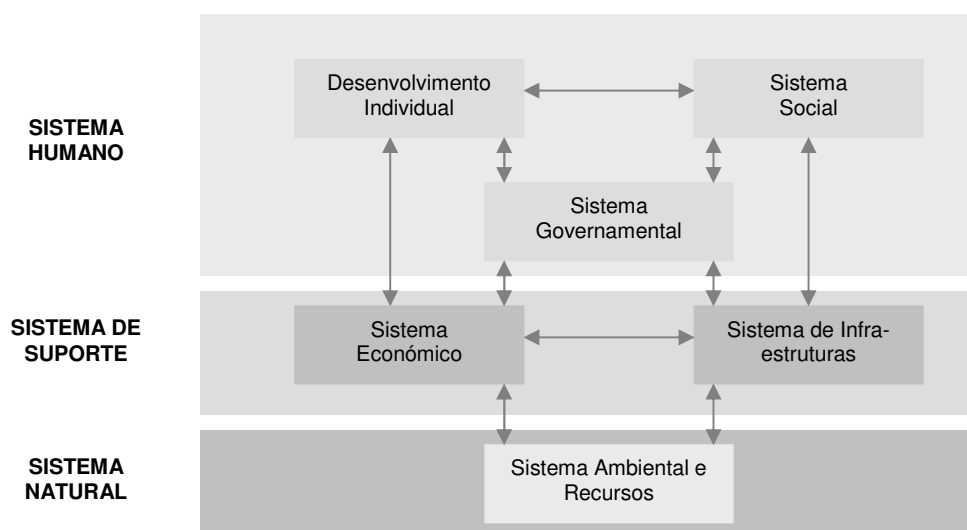 Desenvolvimento
Individual
Sistema
Social
SISTEMA
HUMANO
Sistema
Governamental
SISTEMA DE
SUPORTE
Sistema
Económico
Sistema de Infra-
estruturas
SISTEMA
NATURAL
Sistema Ambiental e
Recursos